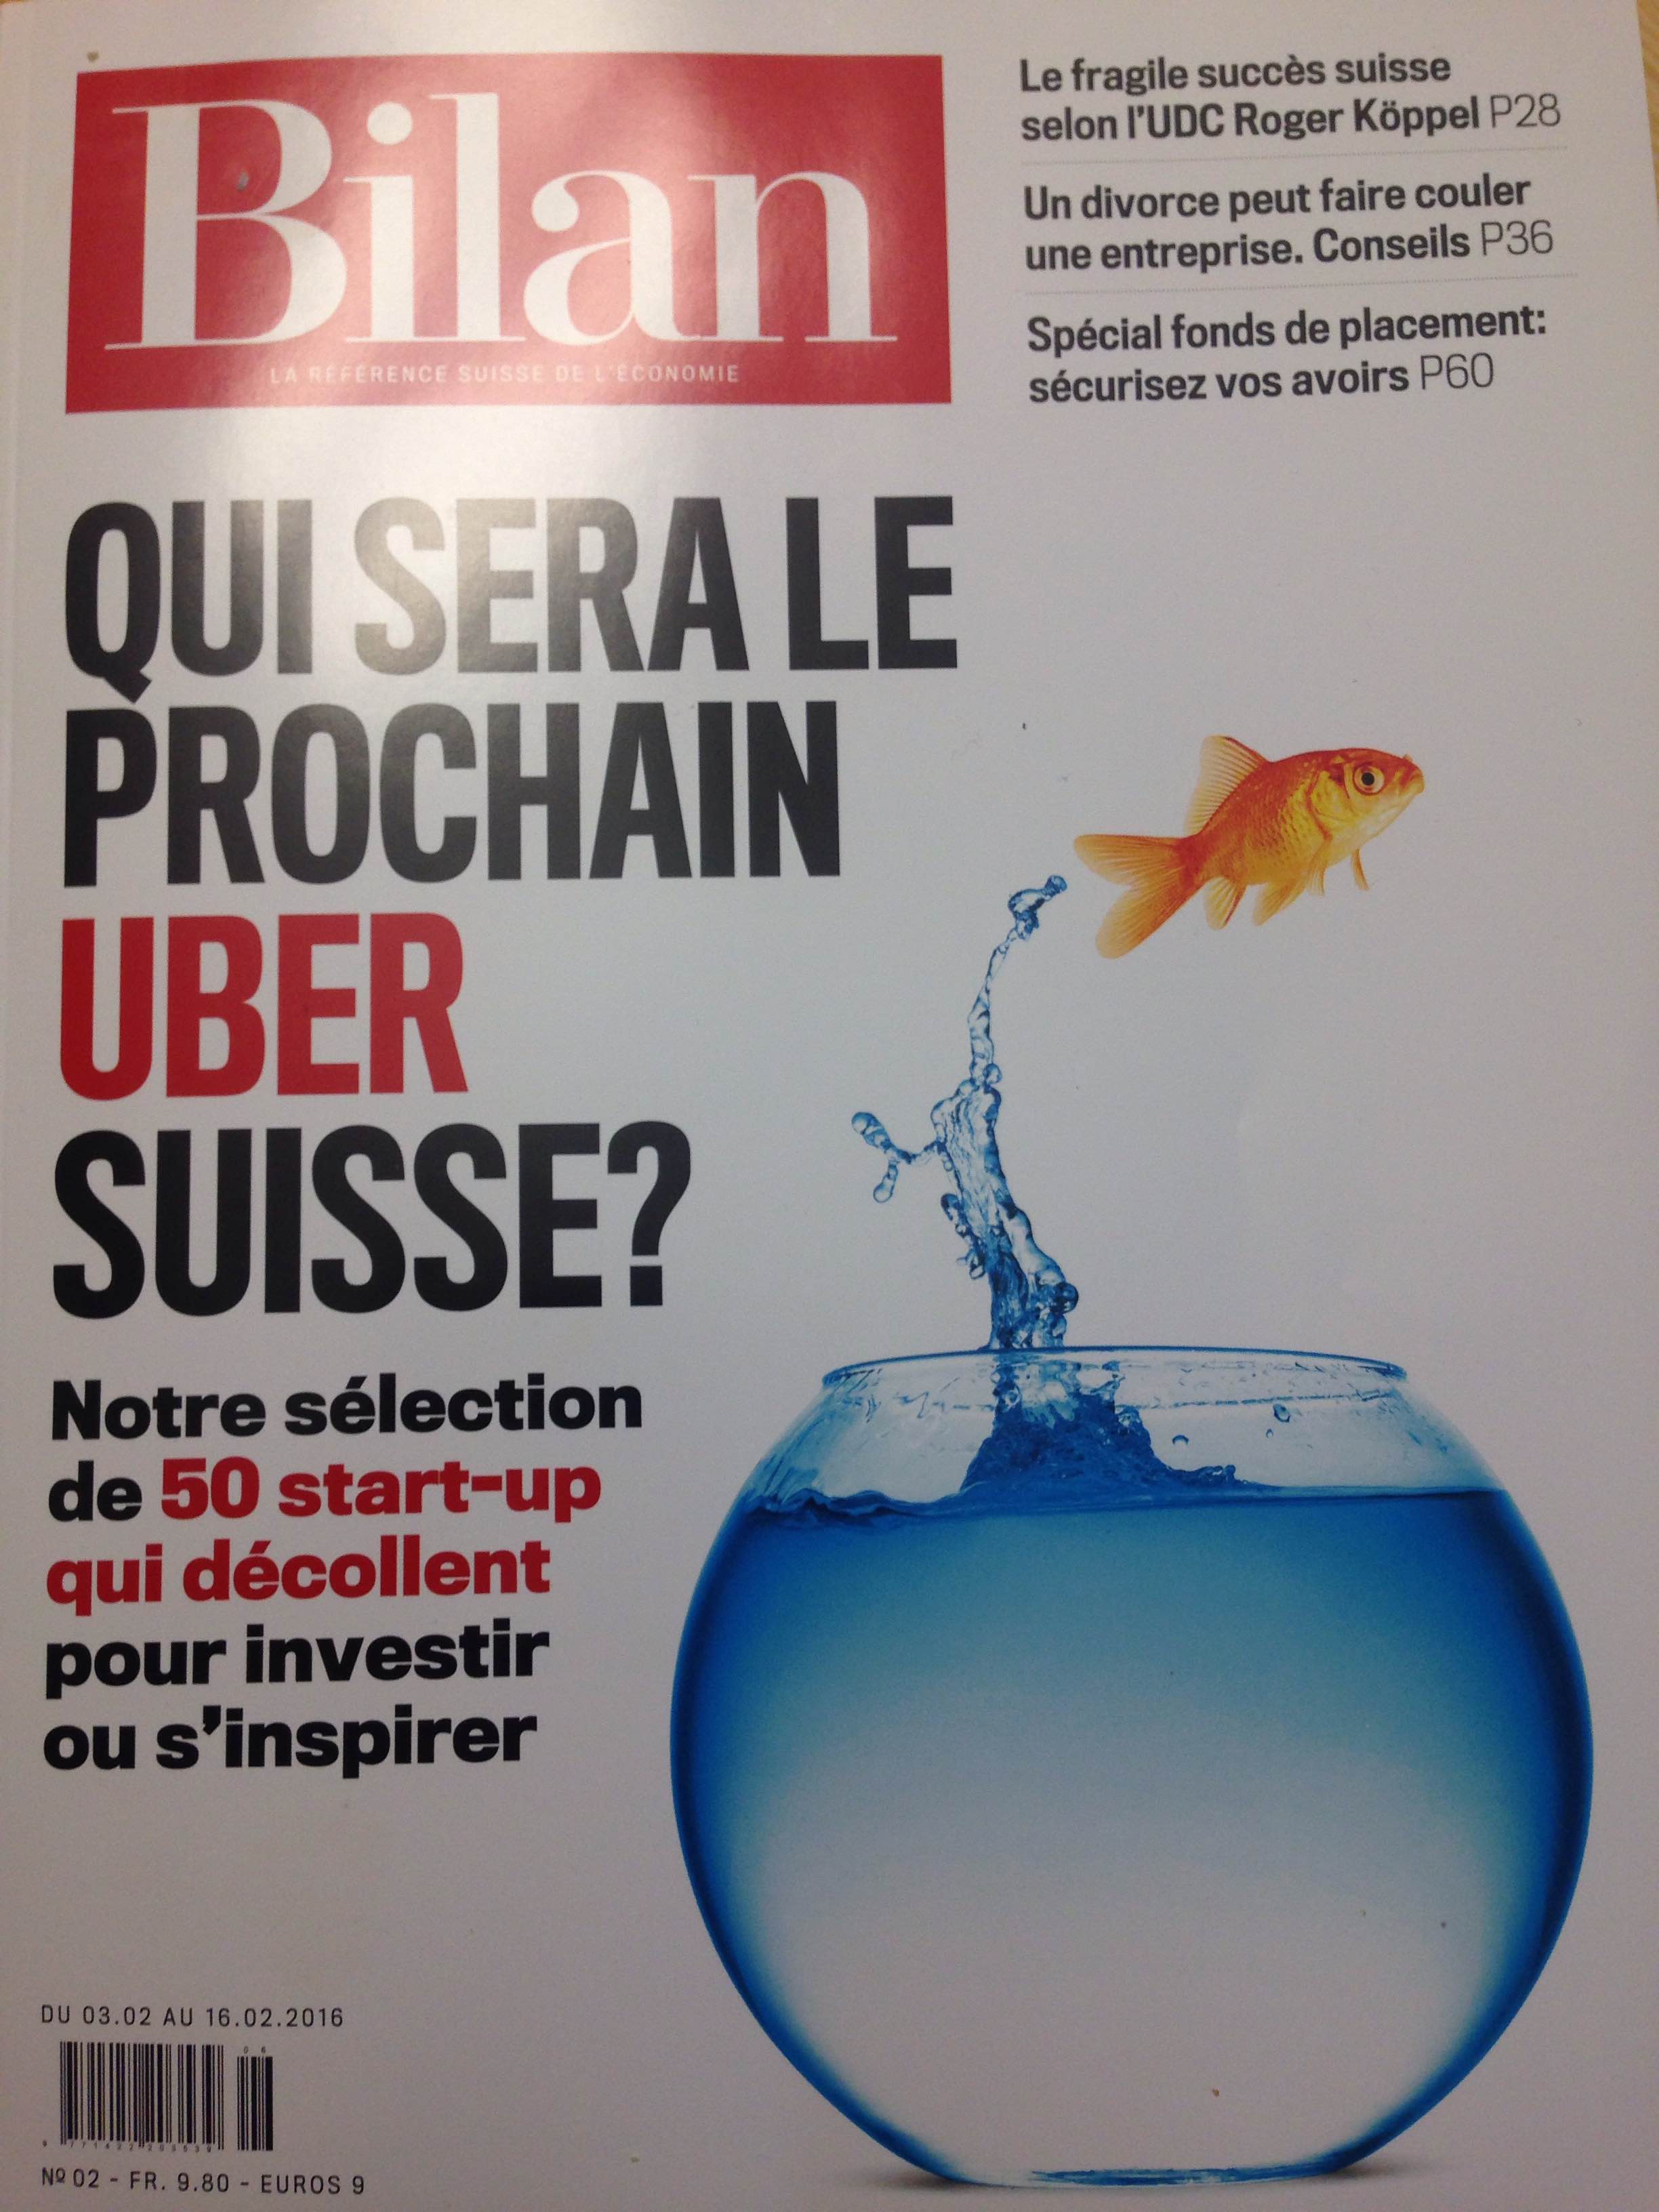 Bilan
LA RÉFÉRENCE SUISSE DE L'ÉCONOMIE
Le fragile succès suisse
selon l'UDC Roger Köppel P28
Un divorce peut faire couler
une entreprise. Conseils P36
Spécial fonds de placement:
sécurisez vos avoirs P60
QUI SERA LE
PROCHAIN
UBER
SUISSE?
Notre sélection
de 50 start-up
qui décollent
pour investir
ou s'inspirer
DU 03.02 AU 16.02.2016
Nº 02 - FR. 9.80 - EUROS 9